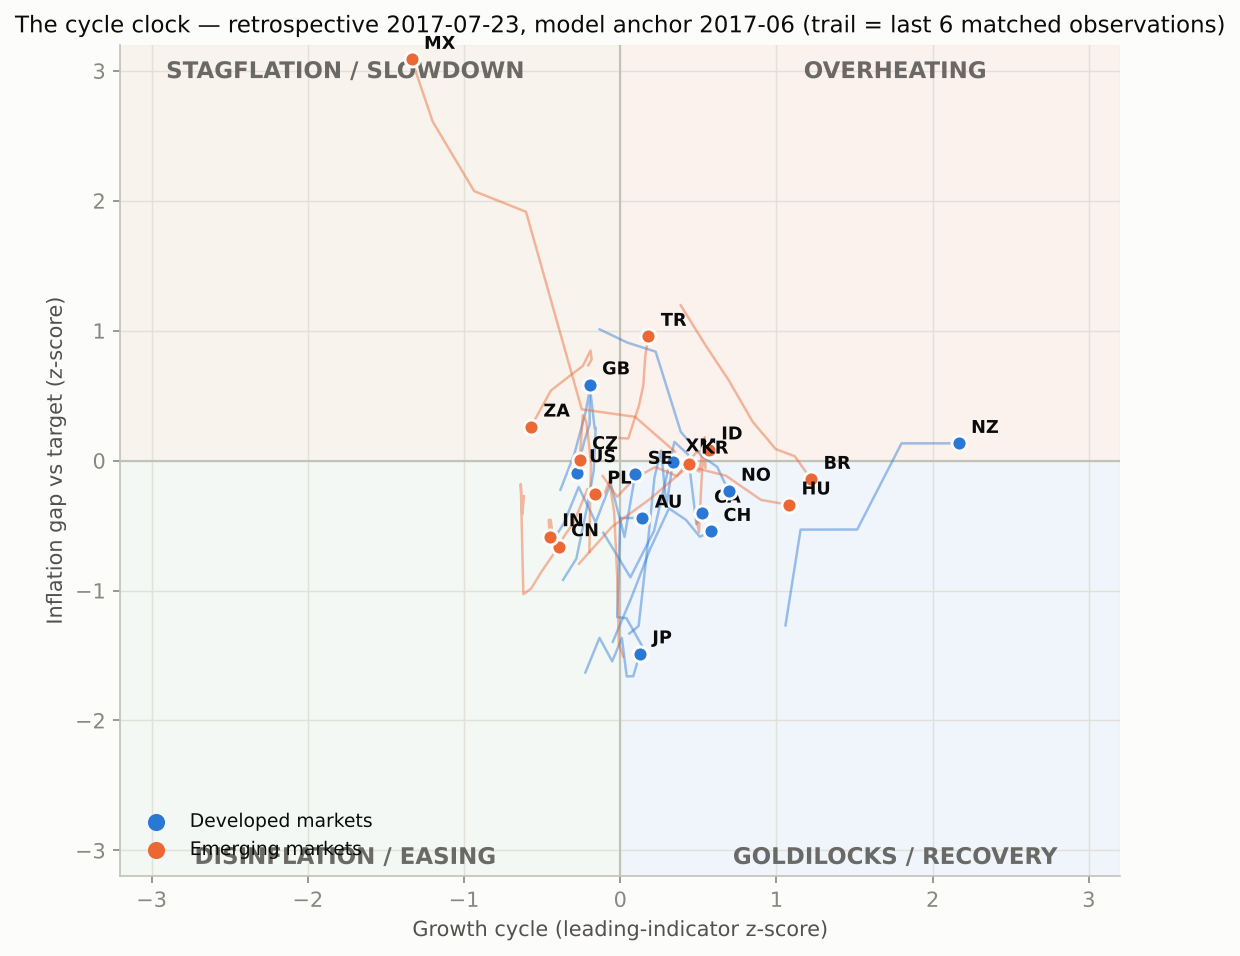 The cycle clock — retrospective 2017-07-23, model anchor 2017-06 (trail = last 6 matched observations)
MX
STAGFLATION / SLOWDOWN
OVERHEATING
TR
GB
ZA
ID
NZ
CZ
XM
KR
US
SE
BR
PL
NO
HU
AU
CA
CH
IN
CN
JP
Developed markets
Emerging markets
DISINFLATION / EASING
GOLDILOCKS / RECOVERY
3
2
1
0
−1
−2
−3
−3
−2
−1
0
1
2
3
Growth cycle (leading-indicator z-score)
Inflation gap vs target (z-score)